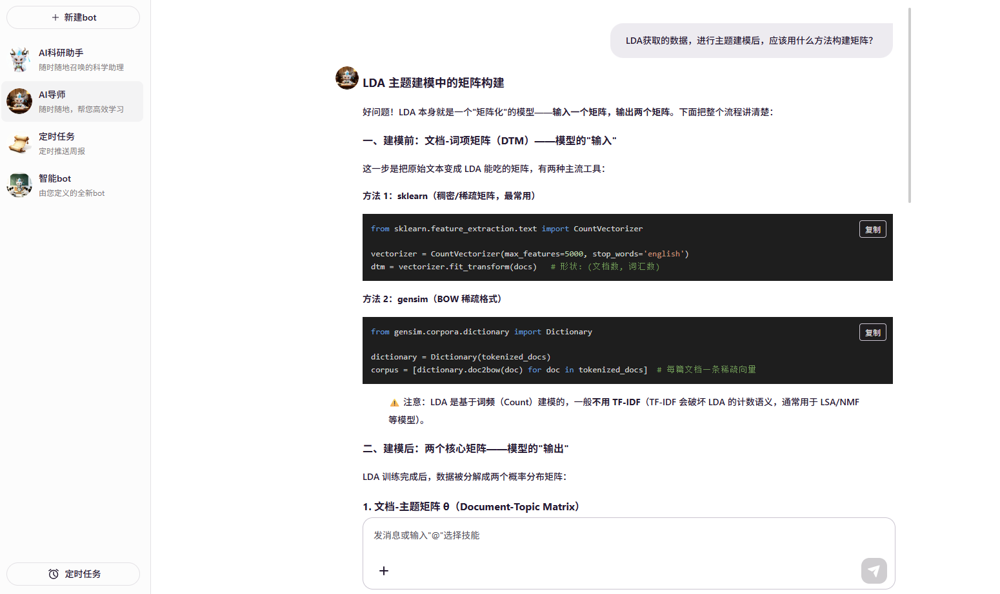 新建bot
AI科研助手
随时随地召唤的科学助理
AI导师
随时随地，帮您高效学习
定时任务
定时推送周报
智能bot
由您定义的全新bot
定时任务
LDA获取的数据，进行主题建模后，应该用什么方法构建矩阵？
LDA 主题建模中的矩阵构建
好问题！LDA 本身就是一个"矩阵化"的模型——输入一个矩阵，输出两个矩阵。下面把整个流程讲清楚：
一、建模前：文档-词项矩阵（DTM）——模型的"输入"
这一步是把原始文本变成 LDA 能吃的矩阵，有两种主流工具：
方法 1：sklearn（稠密/稀疏矩阵，最常用）
复制
from sklearn.feature_extraction.text import CountVectorizer
vectorizer = CountVectorizer(max_features=5000, stop_words='english')
dtm = vectorizer.fit_transform(docs)   # 形状：(文档数, 词汇数)
方法 2：gensim（BOW 稀疏格式）
复制
from gensim.corpora.dictionary import Dictionary
dictionary = Dictionary(tokenized_docs)
corpus = [dictionary.doc2bow(doc) for doc in tokenized_docs]  # 每篇文档一条稀疏向量
⚠️ 注意：LDA 是基于词频（Count）建模的，一般不用 TF-IDF（TF-IDF 会破坏 LDA 的计数语义，通常用于 LSA/NMF
等模型）。
二、建模后：两个核心矩阵——模型的"输出"
LDA 训练完成后，数据被分解成两个概率分布矩阵：
1. 文档-主题矩阵 θ（Document-Topic Matrix）
发消息或输入"@"选择技能